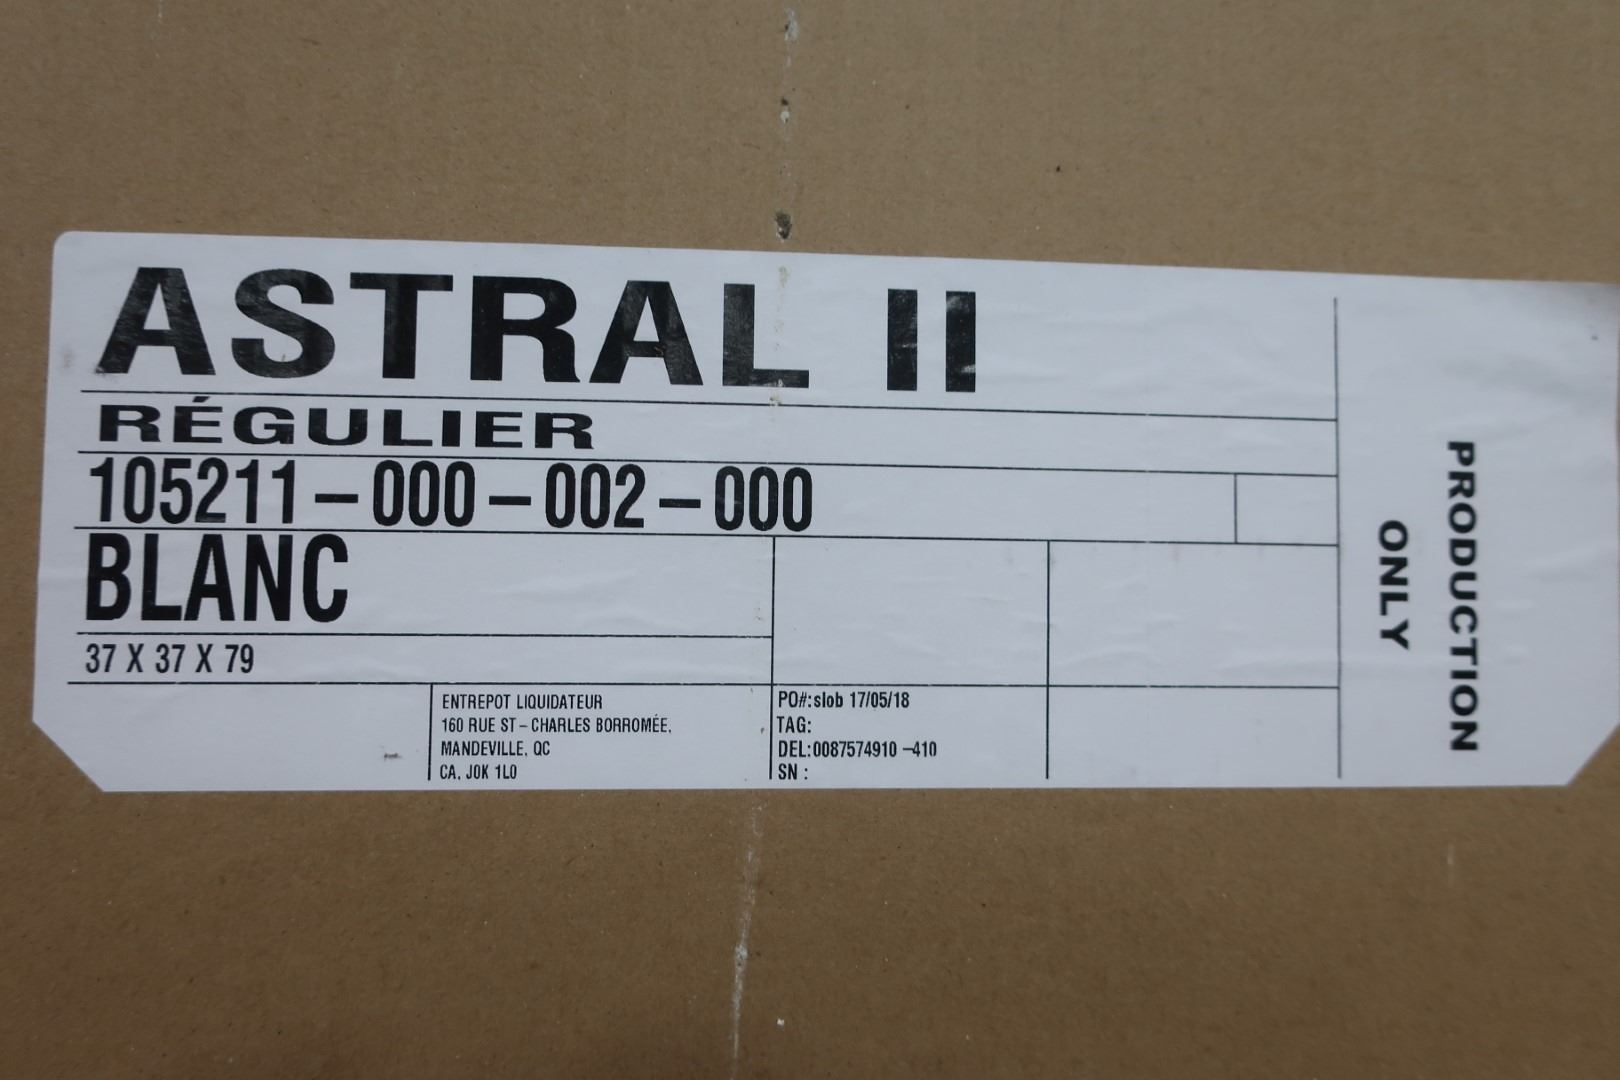 ASTRAL II
RÉGULIER
105211-000-002-000
BLANC
37 X 37 X 79
ENTREPOT LIQUIDATEUR
160 RUE ST-CHARLES BORROMÉE,
MANDEVILLE, QC
CA, J0K 1L0
PO#:slob 17/05/18
TAG:
DEL:0087574910 -410
SN :
PRODUCTION
ONLY